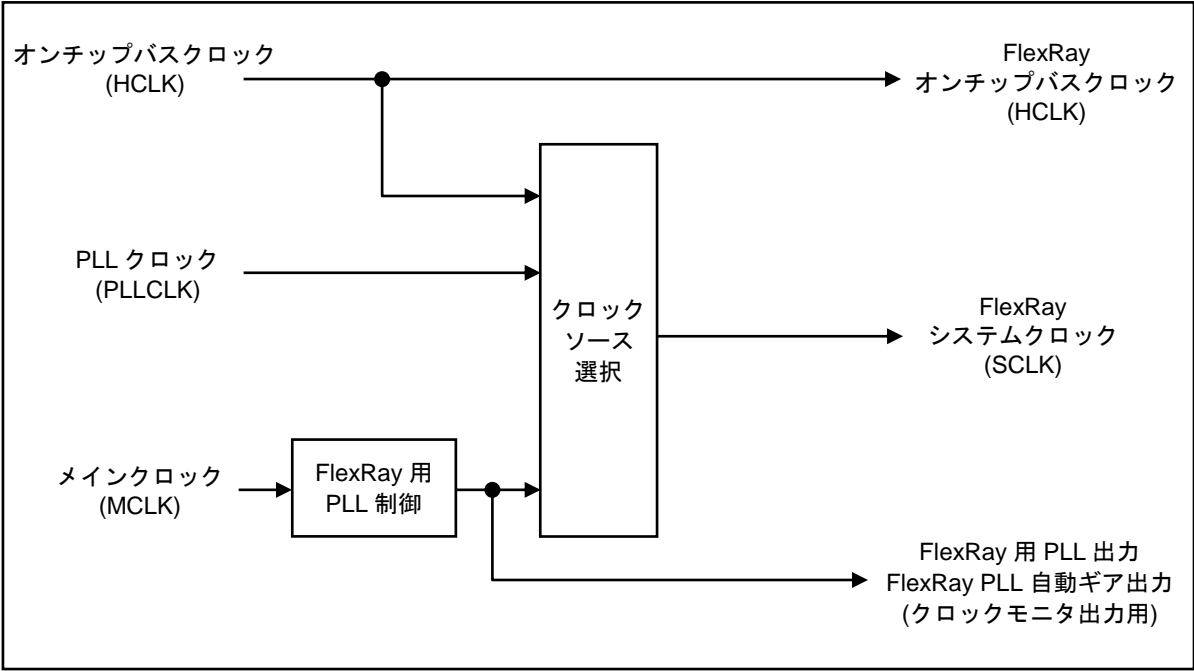 オンチップバスクロック
(HCLK)
FlexRay
オンチップバスクロック
(HCLK)
PLL クロック
(PLLCLK)
クロック
ソース
選択
FlexRay
システムクロック
(SCLK)
メインクロック
(MCLK)
FlexRay 用
PLL 制御
FlexRay 用 PLL 出力
FlexRay PLL 自動ギア出力
(クロックモニタ出力用)